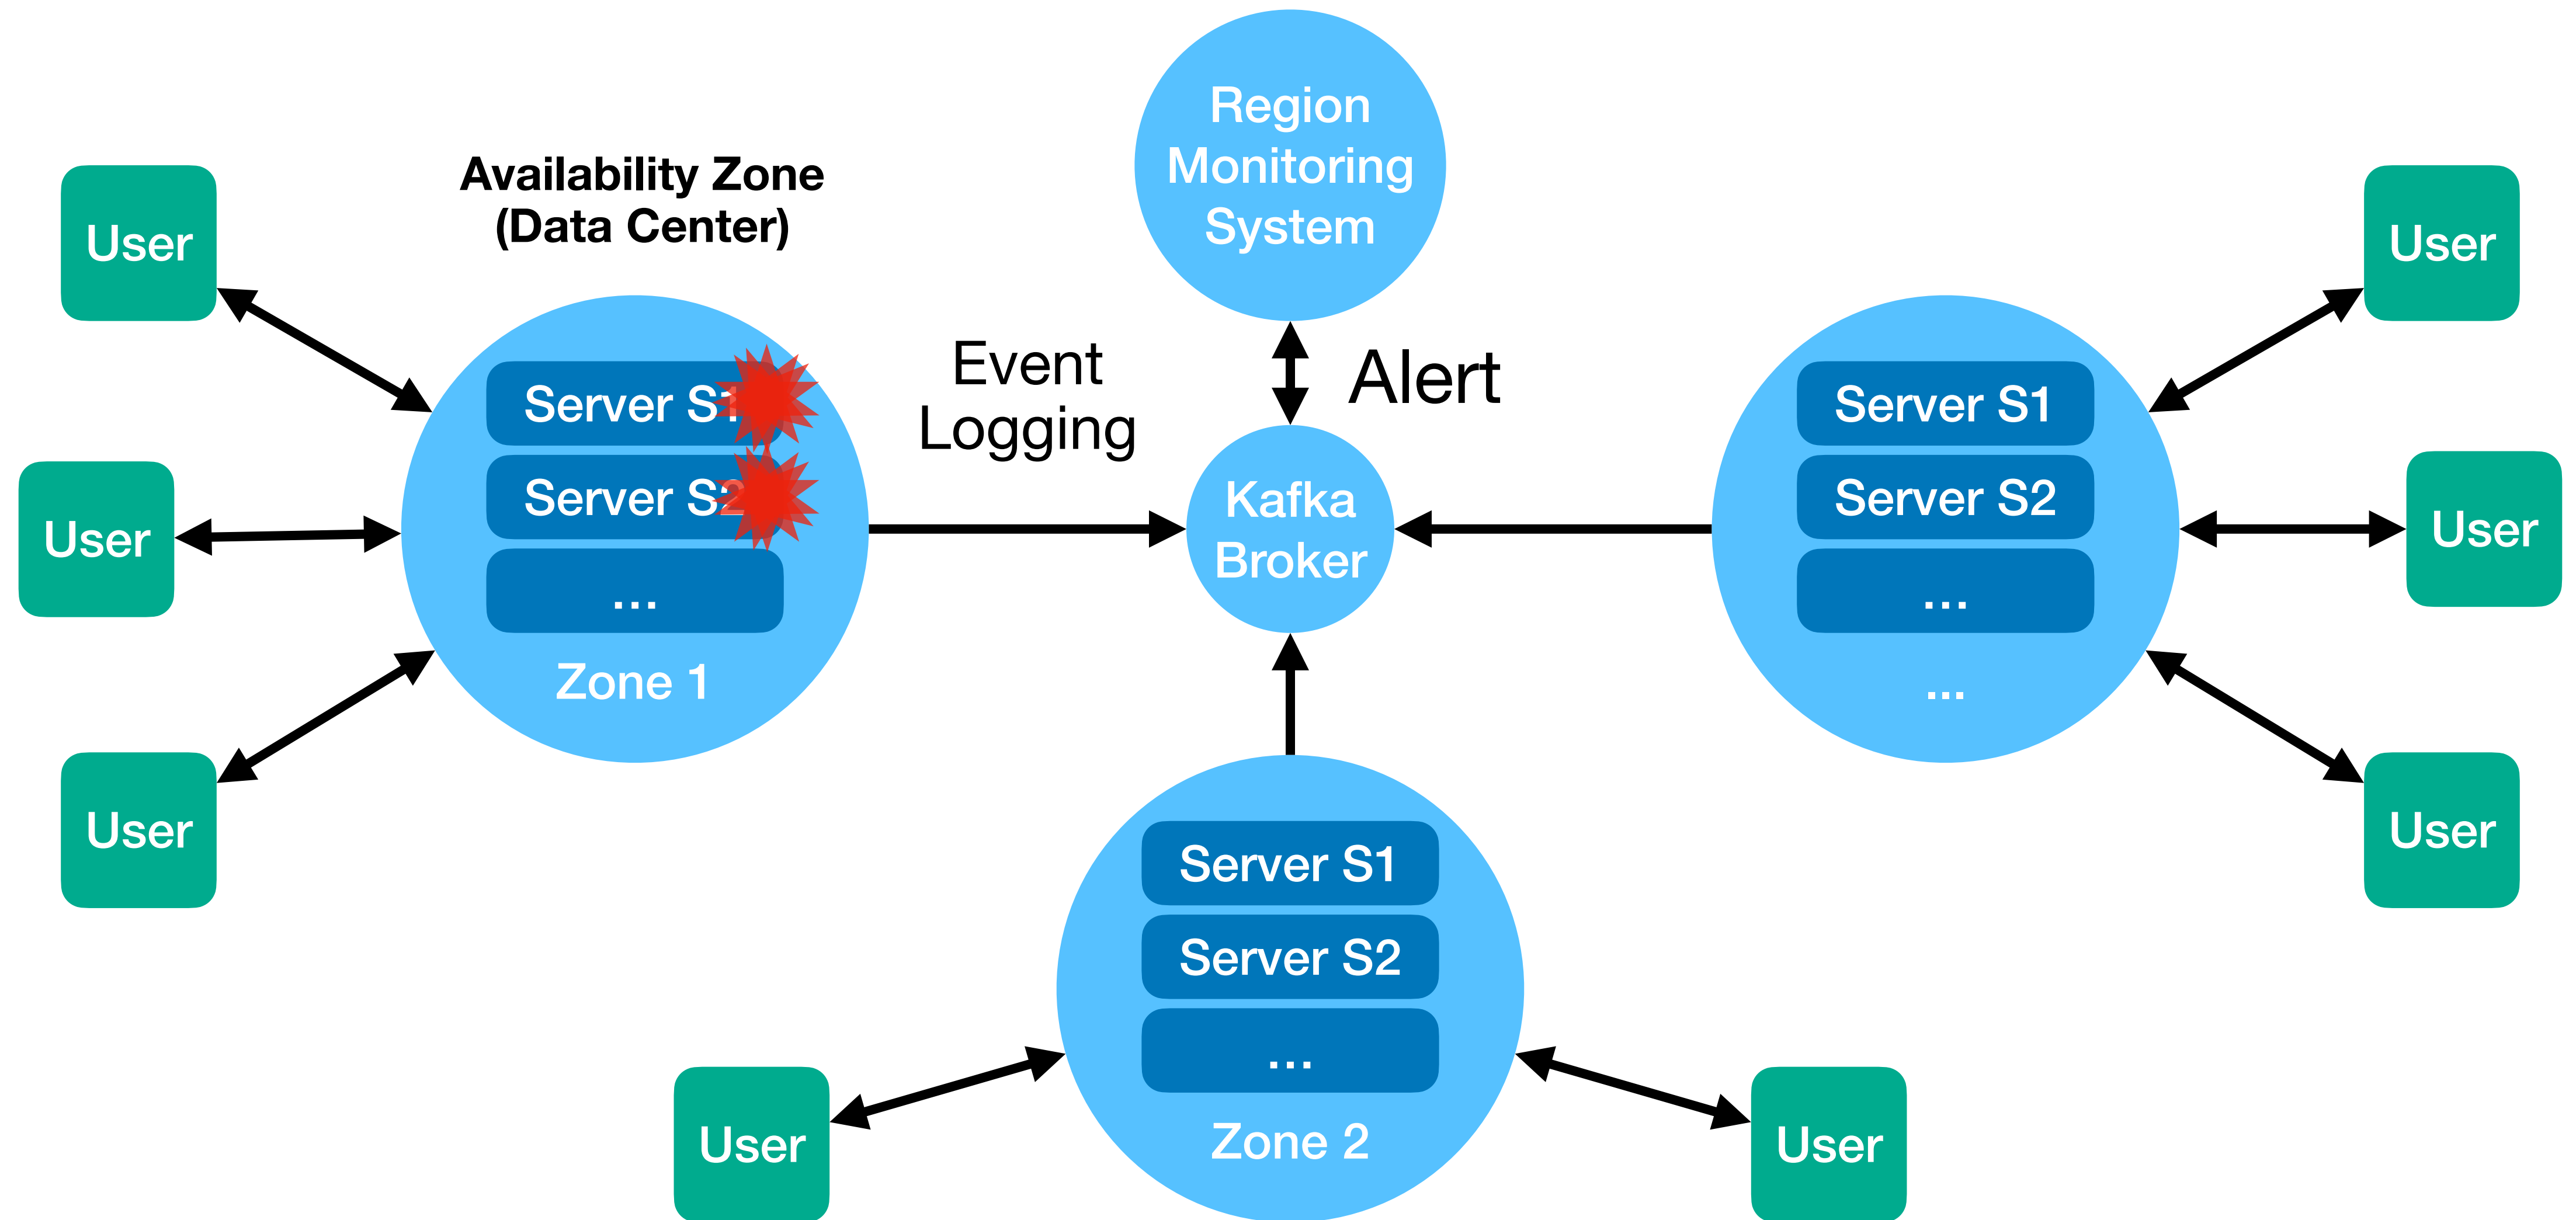 Region
Monitoring
System
Availability Zone
(Data Center)
User
User
Event
Logging
Alert
Server S1
Server S2
…
Zone 1
Kafka
Broker
Server S1
Server S2
…
...
User
User
User
User
Server S1
Server S2
…
Zone 2
User
User